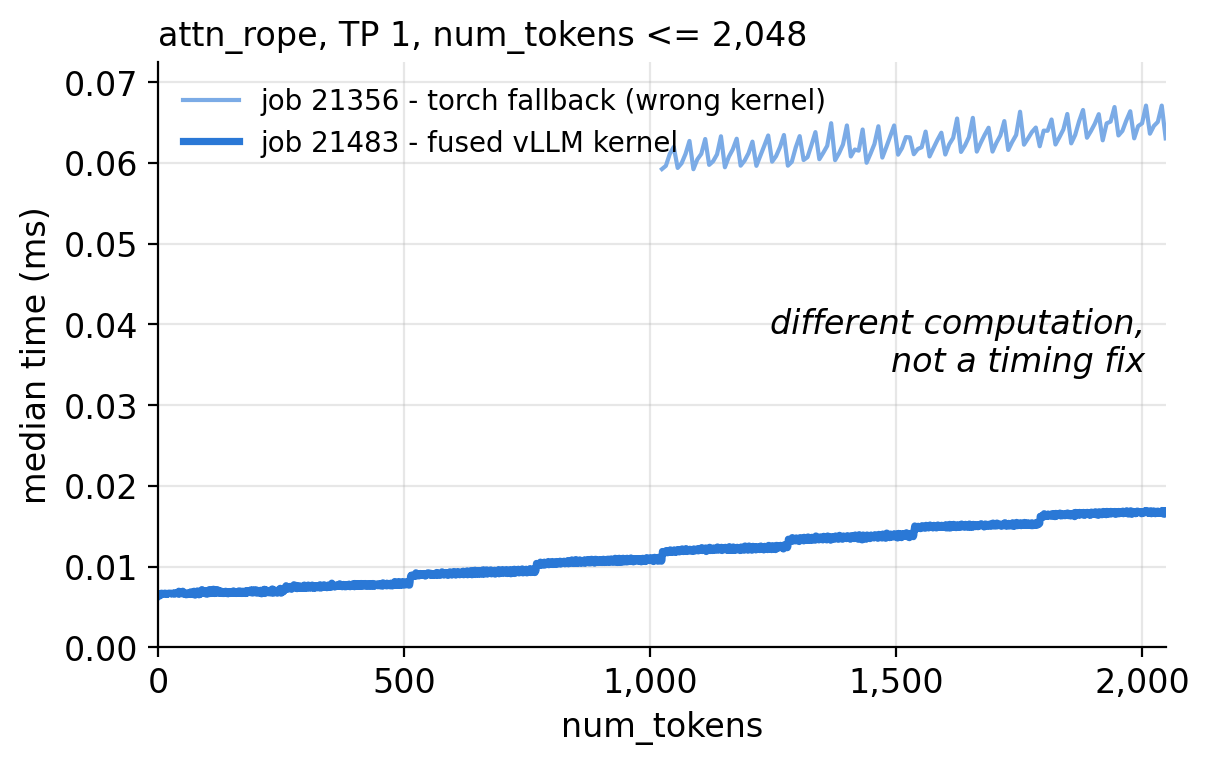 attn_rope, TP 1, num_tokens <= 2,048
job 21356 - torch fallback (wrong kernel)
job 21483 - fused vLLM kernel
different computation,
not a timing fix
median time (ms)
0.07
0.06
0.05
0.04
0.03
0.02
0.01
0.00
0
500
1,000
1,500
2,000
num_tokens